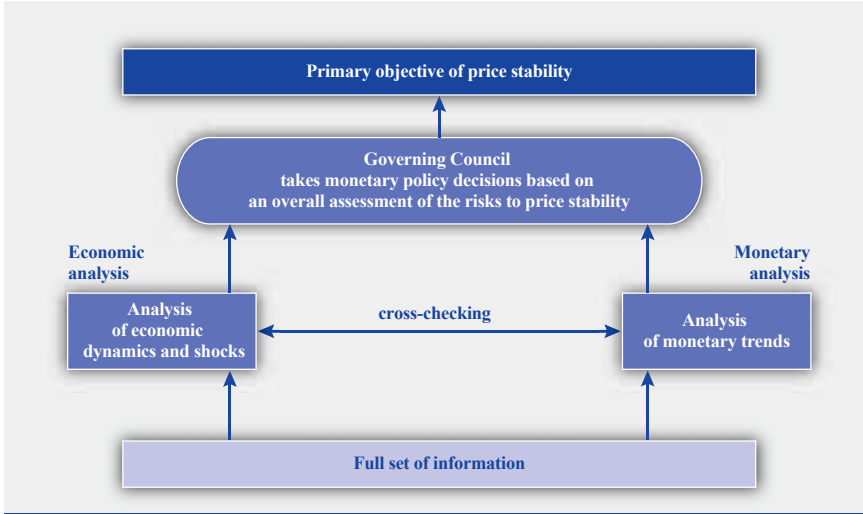 Primary objective of price stability
Governing Council
takes monetary policy decisions based on
an overall assessment of the risks to price stability
Economic
analysis
Monetary
analysis
Analysis
of economic
dynamics and shocks
cross-checking
Analysis
of monetary trends
Full set of information